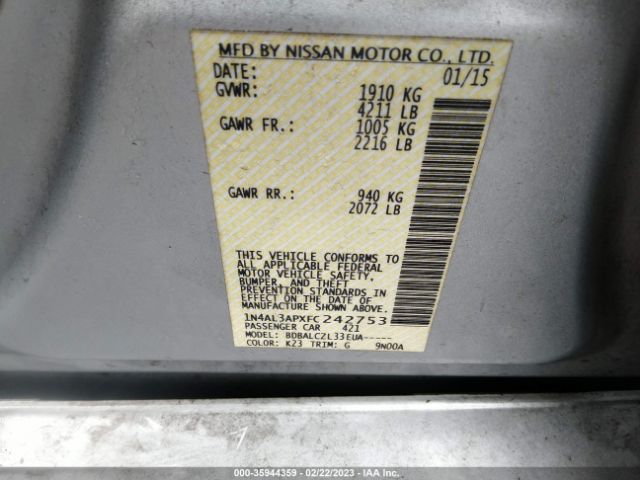 MFD BY NISSAN MOTOR CO., LTD.
DATE: 01/15
GVWR: 1910 KG
4211 LB
GAWR FR.: 1005 KG
2216 LB
GAWR RR.: 940 KG
2072 LB
THIS VEHICLE CONFORMS TO
ALL APPLICABLE FEDERAL
MOTOR VEHICLE SAFETY,
BUMPER, AND THEFT
PREVENTION STANDARDS IN
EFFECT ON THE DATE OF
MANUFACTURE SHOWN ABOVE.
1N4AL3APXFC242753
PASSENGER CAR 421
MODEL: BDBALCZL33EUA-----
COLOR: K23 TRIM: G 9N00A
000-35944359 | 02/22/2023 | IAA Inc.